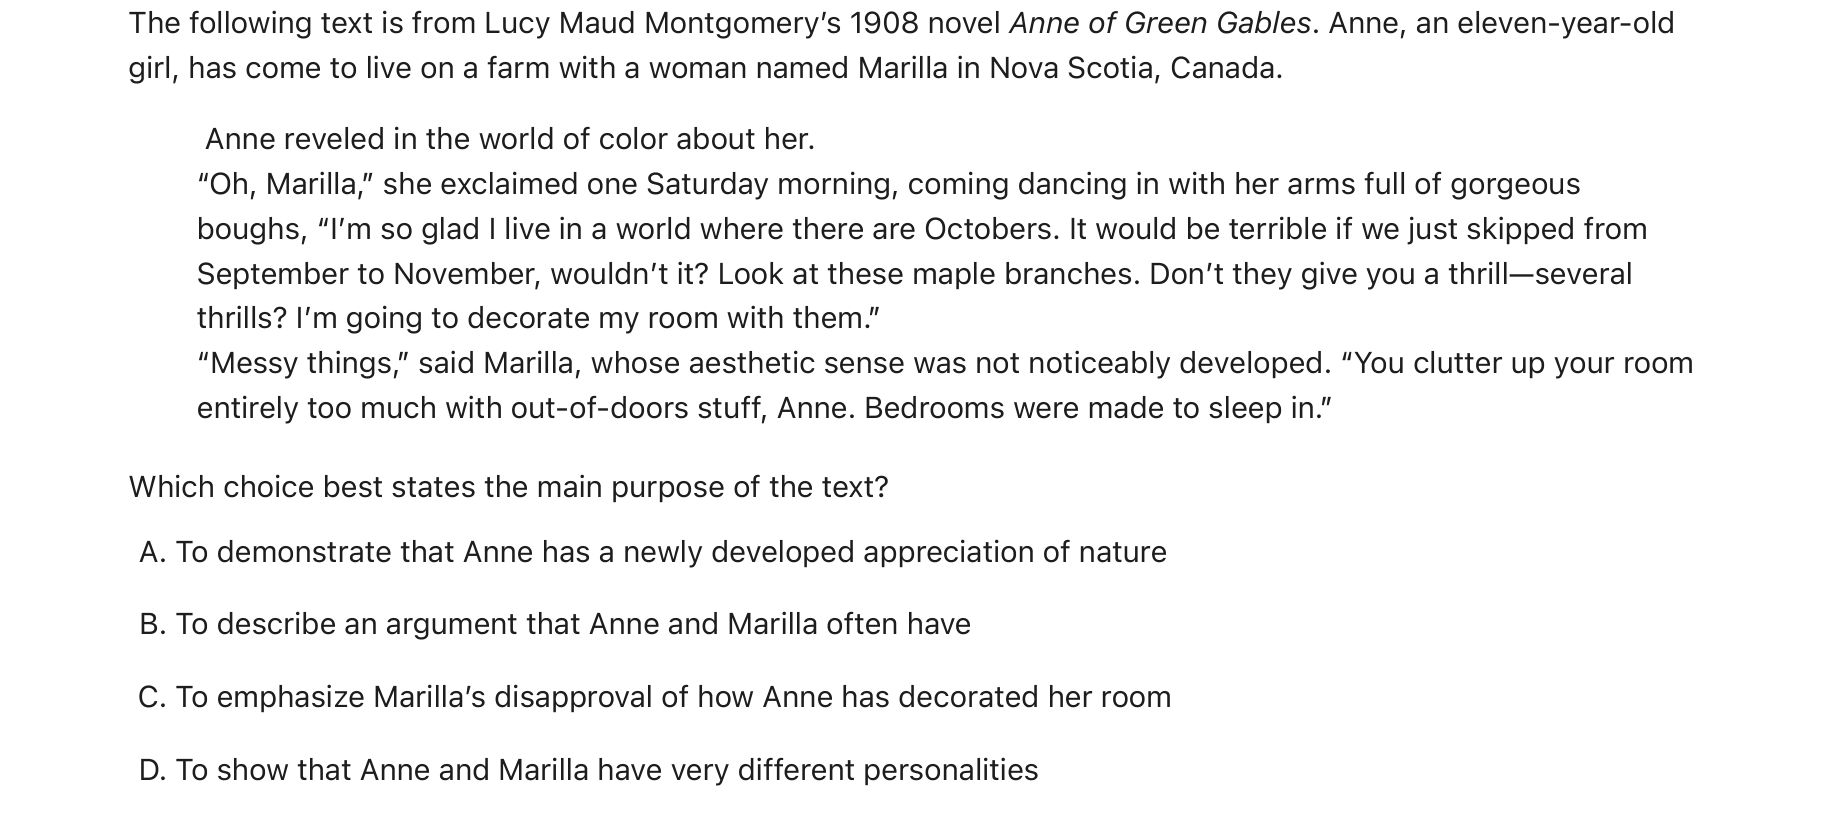 The following text is from Lucy Maud Montgomery’s 1908 novel Anne of Green Gables. Anne, an eleven-year-old
girl, has come to live on a farm with a woman named Marilla in Nova Scotia, Canada.
Anne reveled in the world of color about her.
“Oh, Marilla,” she exclaimed one Saturday morning, coming dancing in with her arms full of gorgeous
boughs, “I’m so glad I live in a world where there are Octobers. It would be terrible if we just skipped from
September to November, wouldn’t it? Look at these maple branches. Don’t they give you a thrill—several
thrills? I’m going to decorate my room with them.”
“Messy things,” said Marilla, whose aesthetic sense was not noticeably developed. “You clutter up your room
entirely too much with out-of-doors stuff, Anne. Bedrooms were made to sleep in.”
Which choice best states the main purpose of the text?
A. To demonstrate that Anne has a newly developed appreciation of nature
B. To describe an argument that Anne and Marilla often have
C. To emphasize Marilla’s disapproval of how Anne has decorated her room
D. To show that Anne and Marilla have very different personalities